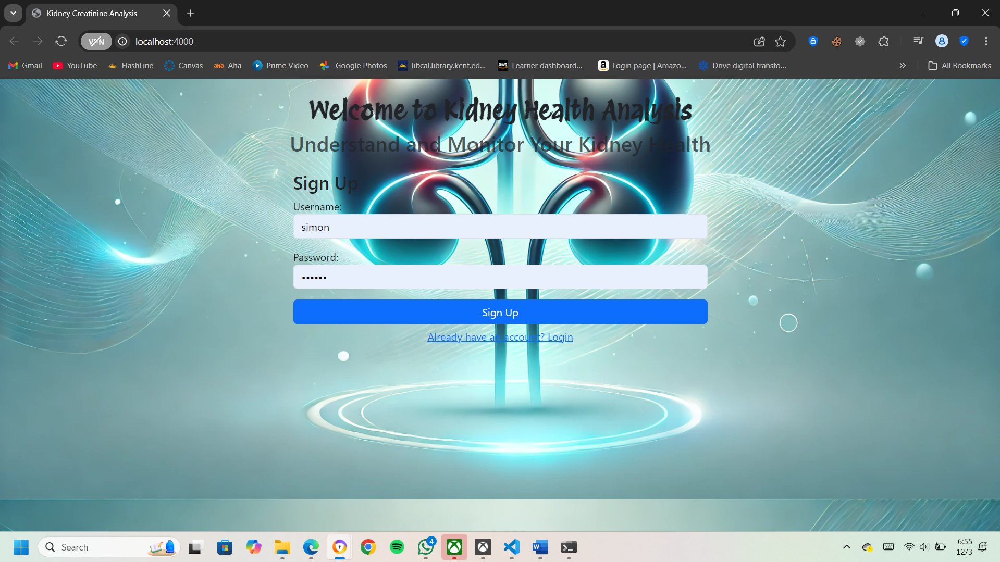 Kidney Creatinine Analysis
VPN
localhost:4000
Gmail
YouTube
FlashLine
Canvas
aha Aha
Prime Video
Google Photos
libcal.library.kent.ed...
aws Learner dashboard...
a Login page | Amazo...
Drive digital transfo...
All Bookmarks
Welcome to Kidney Health Analysis
Understand and Monitor Your Kidney Health
Sign Up
Username:
simon
Password:
••••••
Sign Up
Already have an account? Login
Search
4
W
6:55
12/3